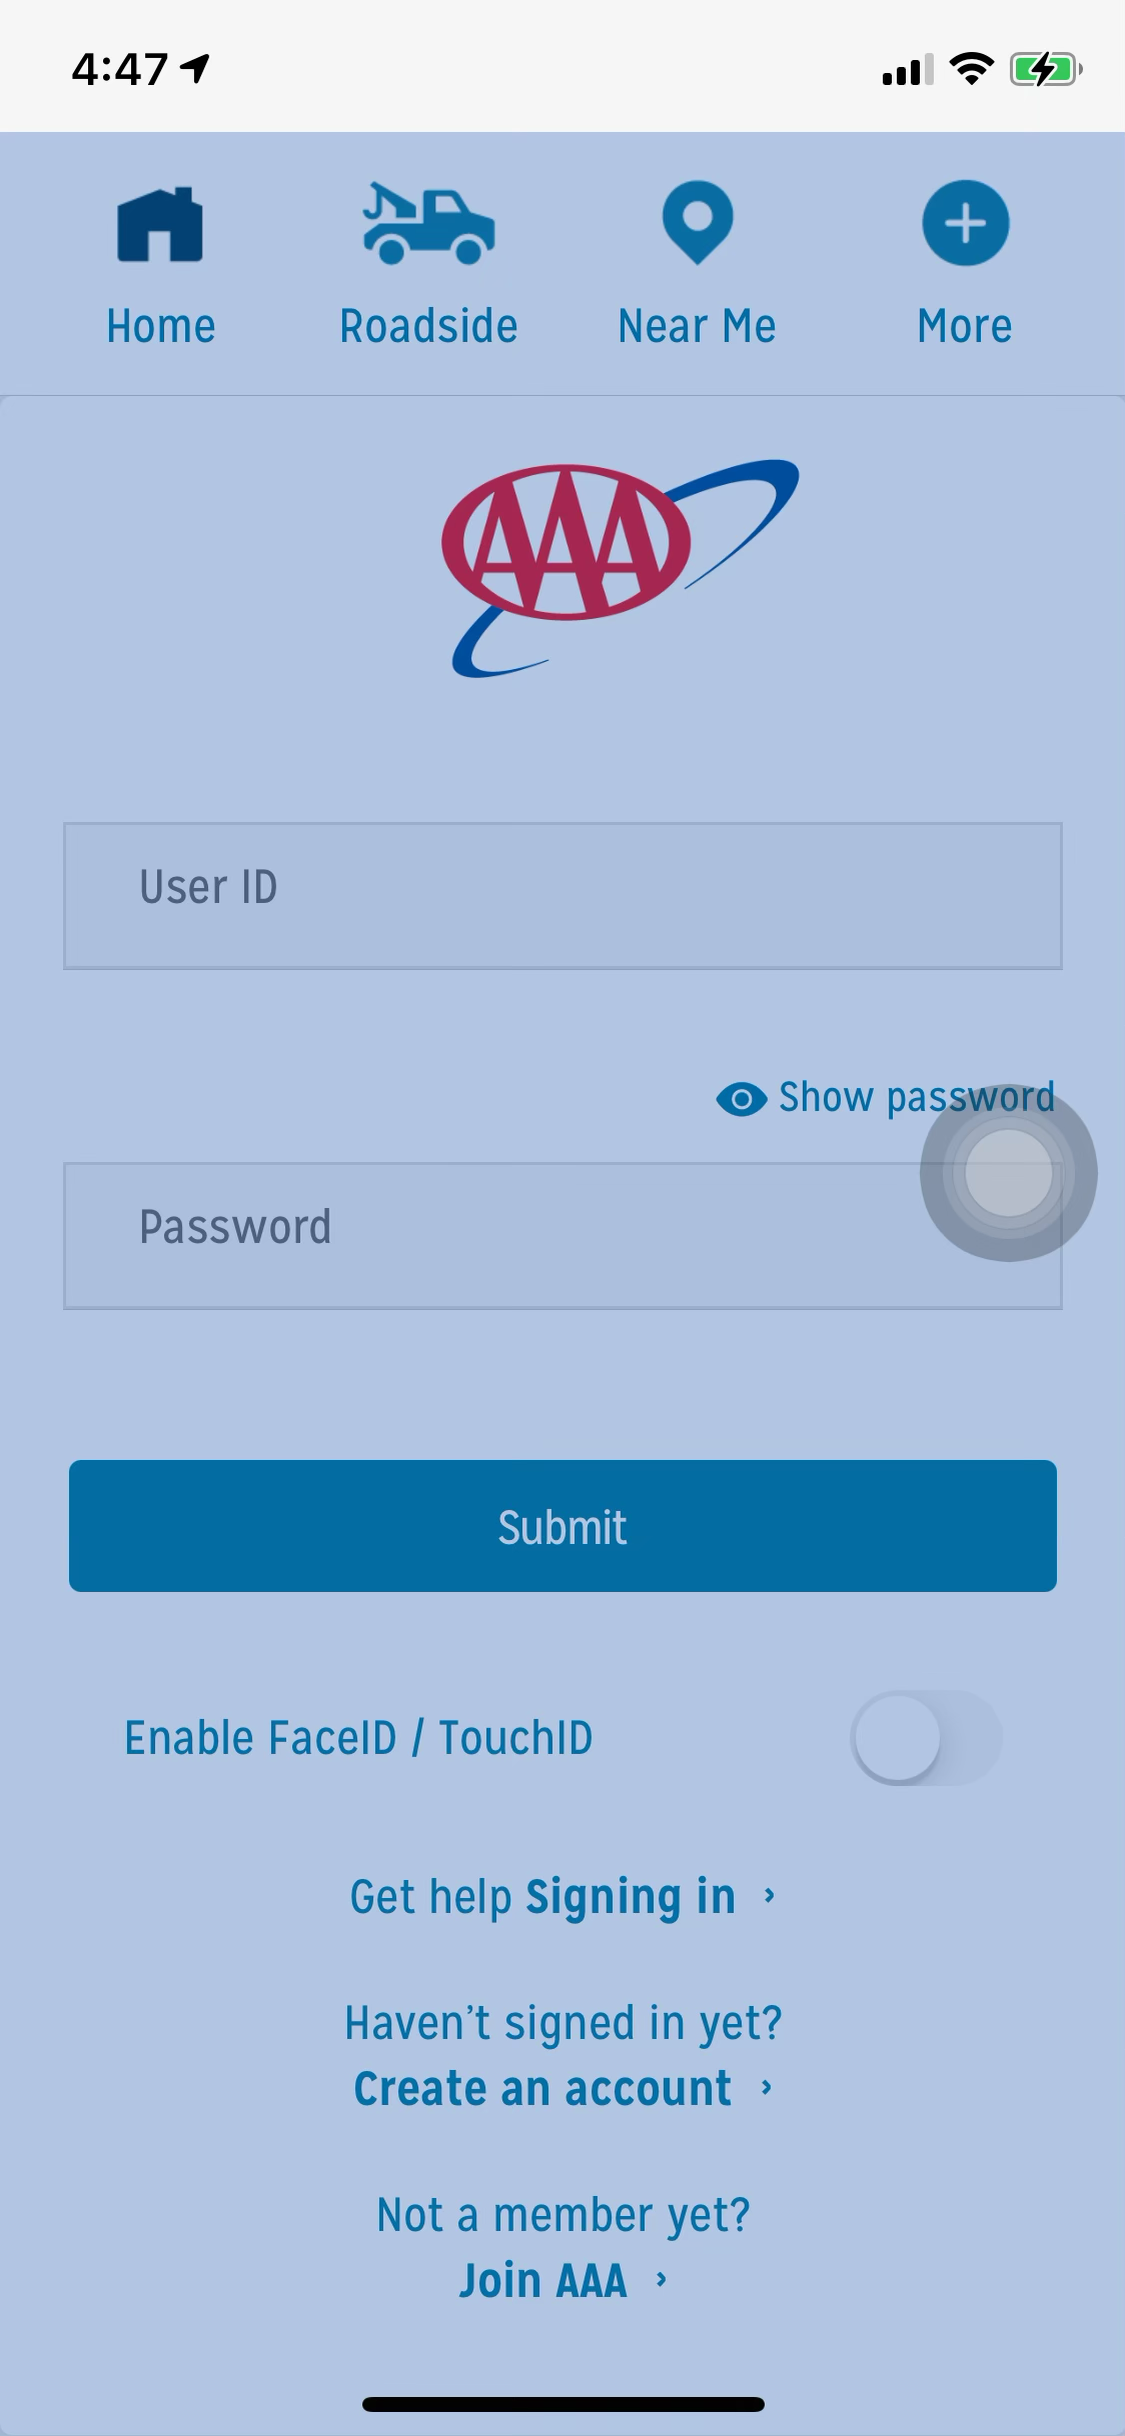 4:47
Home Roadside Near Me More
AAA
User ID
Show password
Password
Submit
Enable FaceID / TouchID
Get help Signing in ›
Haven’t signed in yet?
Create an account ›
Not a member yet?
Join AAA ›